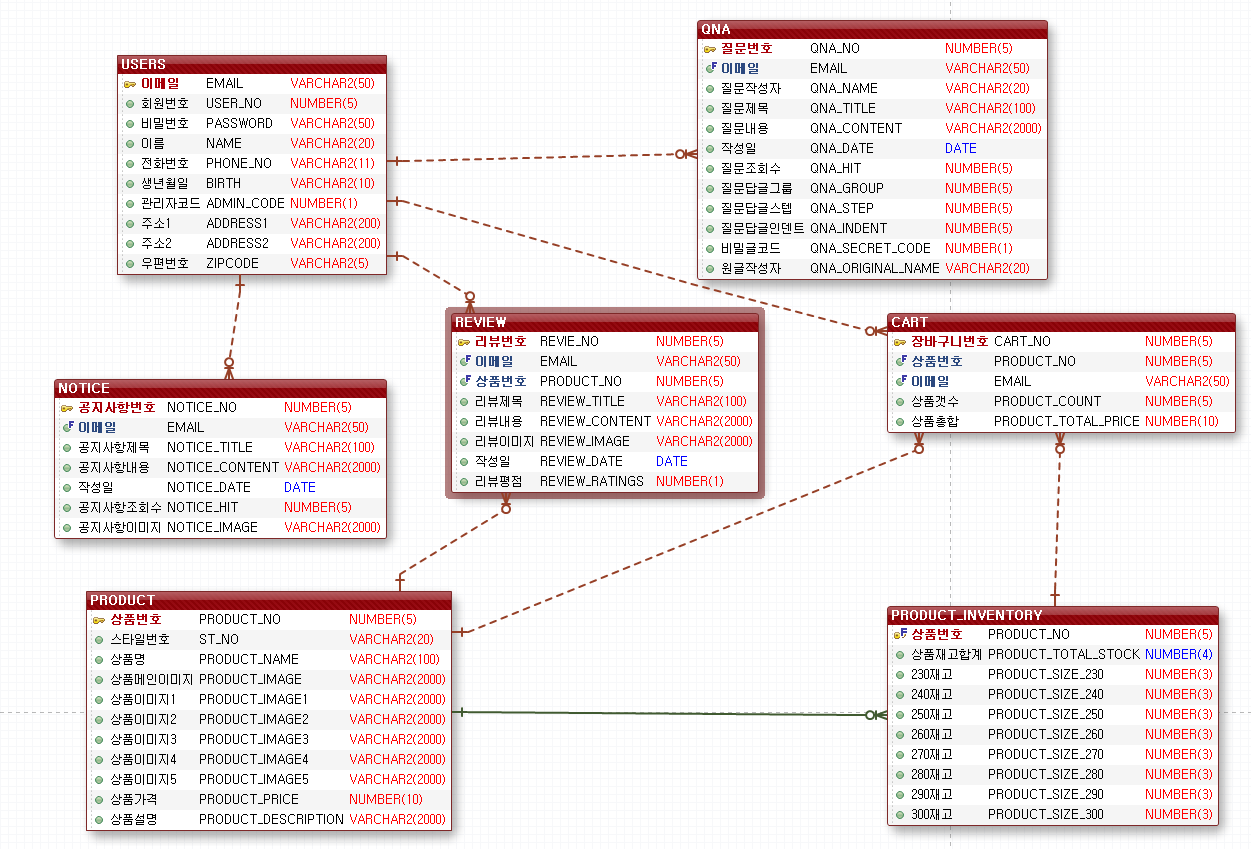 USERS
이메일 EMAIL VARCHAR2(50)
회원번호 USER_NO NUMBER(5)
비밀번호 PASSWORD VARCHAR2(50)
이름 NAME VARCHAR2(20)
전화번호 PHONE_NO VARCHAR2(11)
생년월일 BIRTH VARCHAR2(10)
관리자코드 ADMIN_CODE NUMBER(1)
주소1 ADDRESS1 VARCHAR2(200)
주소2 ADDRESS2 VARCHAR2(200)
우편번호 ZIPCODE VARCHAR2(5)
QNA
질문번호 QNA_NO NUMBER(5)
이메일 EMAIL VARCHAR2(50)
질문작성자 QNA_NAME VARCHAR2(20)
질문제목 QNA_TITLE VARCHAR2(100)
질문내용 QNA_CONTENT VARCHAR2(2000)
작성일 QNA_DATE DATE
질문조회수 QNA_HIT NUMBER(5)
질문답글그룹 QNA_GROUP NUMBER(5)
질문답글스텝 QNA_STEP NUMBER(5)
질문답글인덴트 QNA_INDENT NUMBER(5)
비밀글코드 QNA_SECRET_CODE NUMBER(1)
원글작성자 QNA_ORIGINAL_NAME VARCHAR2(20)
REVIEW
리뷰번호 REVIE_NO NUMBER(5)
이메일 EMAIL VARCHAR2(50)
상품번호 PRODUCT_NO NUMBER(5)
리뷰제목 REVIEW_TITLE VARCHAR2(100)
리뷰내용 REVIEW_CONTENT VARCHAR2(2000)
리뷰이미지 REVIEW_IMAGE VARCHAR2(2000)
작성일 REVIEW_DATE DATE
리뷰평점 REVIEW_RATINGS NUMBER(1)
CART
장바구니번호 CART_NO NUMBER(5)
상품번호 PRODUCT_NO NUMBER(5)
이메일 EMAIL VARCHAR2(50)
상품갯수 PRODUCT_COUNT NUMBER(5)
상품총합 PRODUCT_TOTAL_PRICE NUMBER(10)
NOTICE
공지사항번호 NOTICE_NO NUMBER(5)
이메일 EMAIL VARCHAR2(50)
공지사항제목 NOTICE_TITLE VARCHAR2(100)
공지사항내용 NOTICE_CONTENT VARCHAR2(2000)
작성일 NOTICE_DATE DATE
공지사항조회수 NOTICE_HIT NUMBER(5)
공지사항이미지 NOTICE_IMAGE VARCHAR2(2000)
PRODUCT
상품번호 PRODUCT_NO NUMBER(5)
스타일번호 ST_NO VARCHAR2(20)
상품명 PRODUCT_NAME VARCHAR2(100)
상품메인이미지 PRODUCT_IMAGE VARCHAR2(2000)
상품이미지1 PRODUCT_IMAGE1 VARCHAR2(2000)
상품이미지2 PRODUCT_IMAGE2 VARCHAR2(2000)
상품이미지3 PRODUCT_IMAGE3 VARCHAR2(2000)
상품이미지4 PRODUCT_IMAGE4 VARCHAR2(2000)
상품이미지5 PRODUCT_IMAGE5 VARCHAR2(2000)
상품가격 PRODUCT_PRICE NUMBER(10)
상품설명 PRODUCT_DESCRIPTION VARCHAR2(2000)
PRODUCT_INVENTORY
상품번호 PRODUCT_NO NUMBER(5)
상품재고합계 PRODUCT_TOTAL_STOCK NUMBER(4)
230재고 PRODUCT_SIZE_230 NUMBER(3)
240재고 PRODUCT_SIZE_240 NUMBER(3)
250재고 PRODUCT_SIZE_250 NUMBER(3)
260재고 PRODUCT_SIZE_260 NUMBER(3)
270재고 PRODUCT_SIZE_270 NUMBER(3)
280재고 PRODUCT_SIZE_280 NUMBER(3)
290재고 PRODUCT_SIZE_290 NUMBER(3)
300재고 PRODUCT_SIZE_300 NUMBER(3)